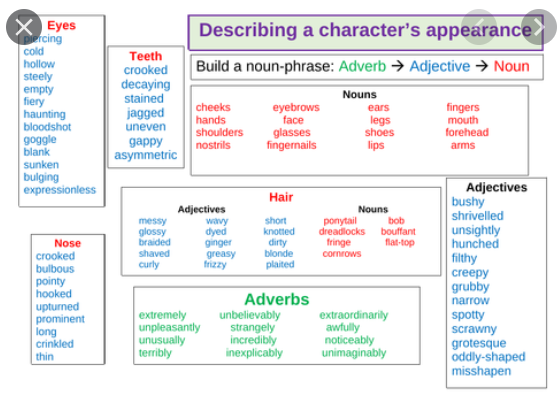 Describing a character's appearance
Build a noun-phrase: Adverb → Adjective → Noun
Eyes
piercing
cold
hollow
steely
empty
fiery
haunting
bloodshot
goggle
blank
sunken
bulging
expressionless
Teeth
crooked
decaying
stained
jagged
uneven
gappy
asymmetric
Nouns
cheeks eyebrows ears fingers
hands face legs mouth
shoulders glasses shoes forehead
nostrils fingernails lips arms
Hair
Adjectives Nouns
messy wavy short ponytail bob
glossy dyed knotted dreadlocks bouffant
braided ginger dirty fringe flat-top
shaved greasy blonde cornrows
curly frizzy plaited
Adjectives
bushy
shrivelled
unsightly
hunched
filthy
creepy
grubby
narrow
spotty
scrawny
grotesque
oddly-shaped
misshapen
Nose
crooked
bulbous
pointy
hooked
upturned
prominent
long
crinkled
thin
Adverbs
extremely unbelievably extraordinarily
unpleasantly strangely awfully
unusually incredibly noticeably
terribly inexplicably unimaginably